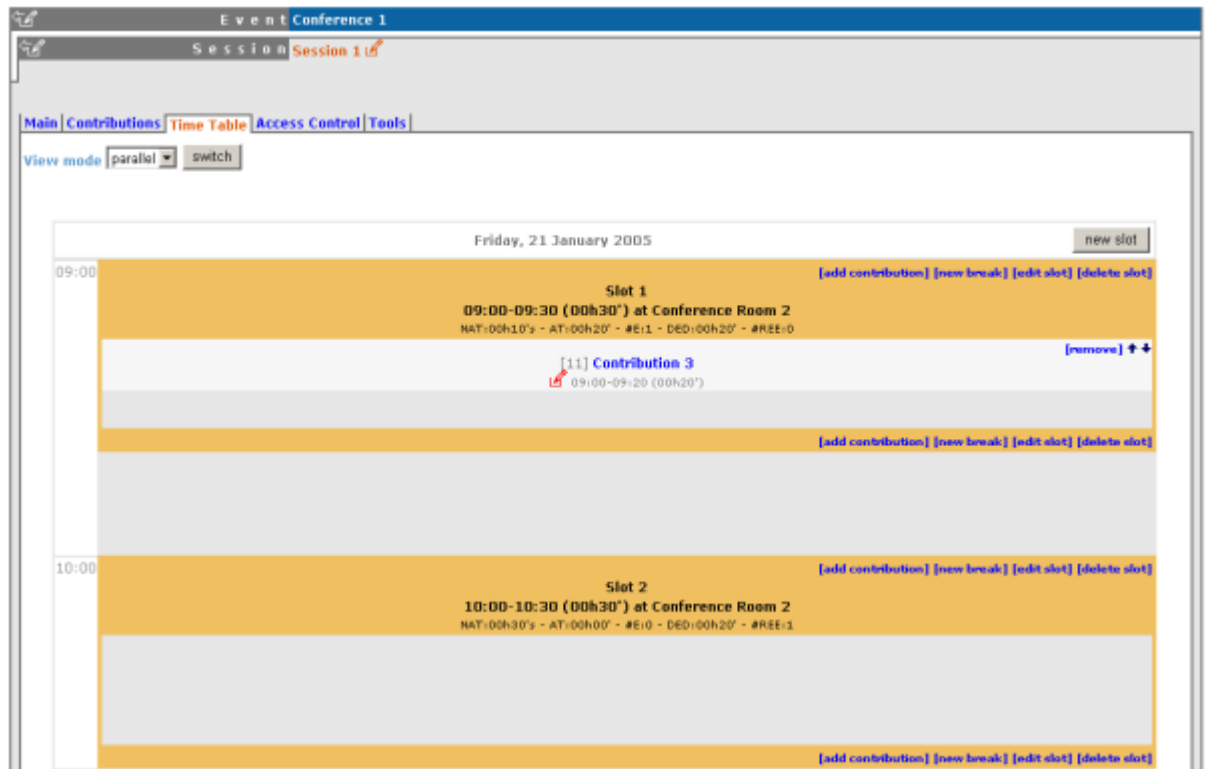 Event Conference 1
Session Session 1
Main Contributions Time Table Access Control Tools
View mode parallel switch
Friday, 21 January 2005 new slot
09:00 [add contribution] [new break] [edit slot] [delete slot]
Slot 1
09:00-09:30 (00h30') at Conference Room 2
NAT:00h10's - AT:00h20' - #E:1 - DED:00h20' - #REE:0
[remove]
[11] Contribution 3
09:00-09:20 (00h20')
[add contribution] [new break] [edit slot] [delete slot]
10:00 [add contribution] [new break] [edit slot] [delete slot]
Slot 2
10:00-10:30 (00h30') at Conference Room 2
NAT:00h30's - AT:00h00' - #E:0 - DED:00h20' - #REE:1
[add contribution] [new break] [edit slot] [delete slot]